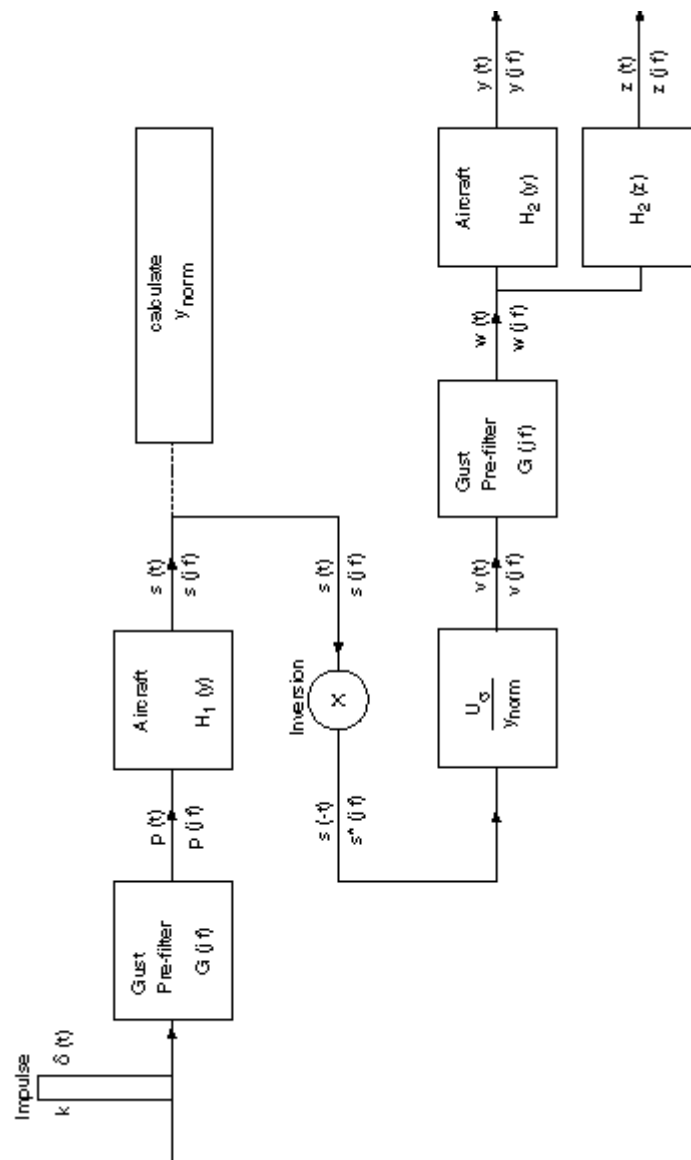 Impulse
k δ (t)
Gust
Pre-filter
G (j f)
p (t)
p (j f)
Aircraft
H1 (y)
s (t)
s (j f)
calculate
ynorm
s (t)
s (j f)
Inversion
X
s (-t)
s* (j f)
Uσ
ynorm
v (t)
v (j f)
Gust
Pre-filter
G (j f)
w (t)
w (j f)
Aircraft
H2 (y)
y (t)
y (j f)
H2 (z)
z (t)
z (j f)